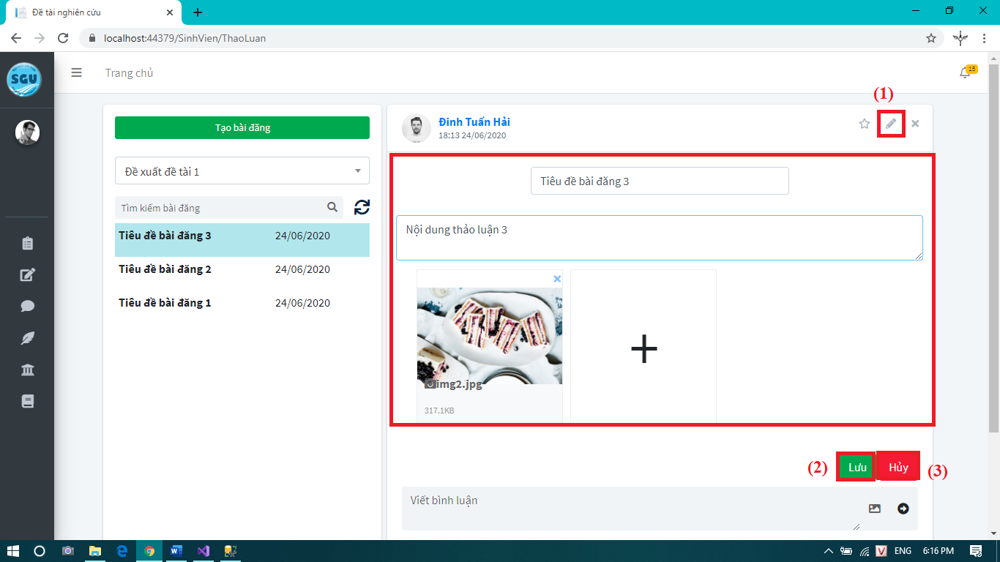 Đề tài nghiên cứu
localhost:44379/SinhVien/ThaoLuan
SGU
Trang chủ
15
(1)
Tạo bài đăng
Đề xuất đề tài 1
Tìm kiếm bài đăng
Tiêu đề bài đăng 3 24/06/2020
Tiêu đề bài đăng 2 24/06/2020
Tiêu đề bài đăng 1 24/06/2020
Đinh Tuấn Hải
18:13 24/06/2020
Tiêu đề bài đăng 3
Nội dung thảo luận 3
img2.jpg
317.1KB
(2) Lưu Hủy (3)
Viết bình luận
ENG 6:16 PM